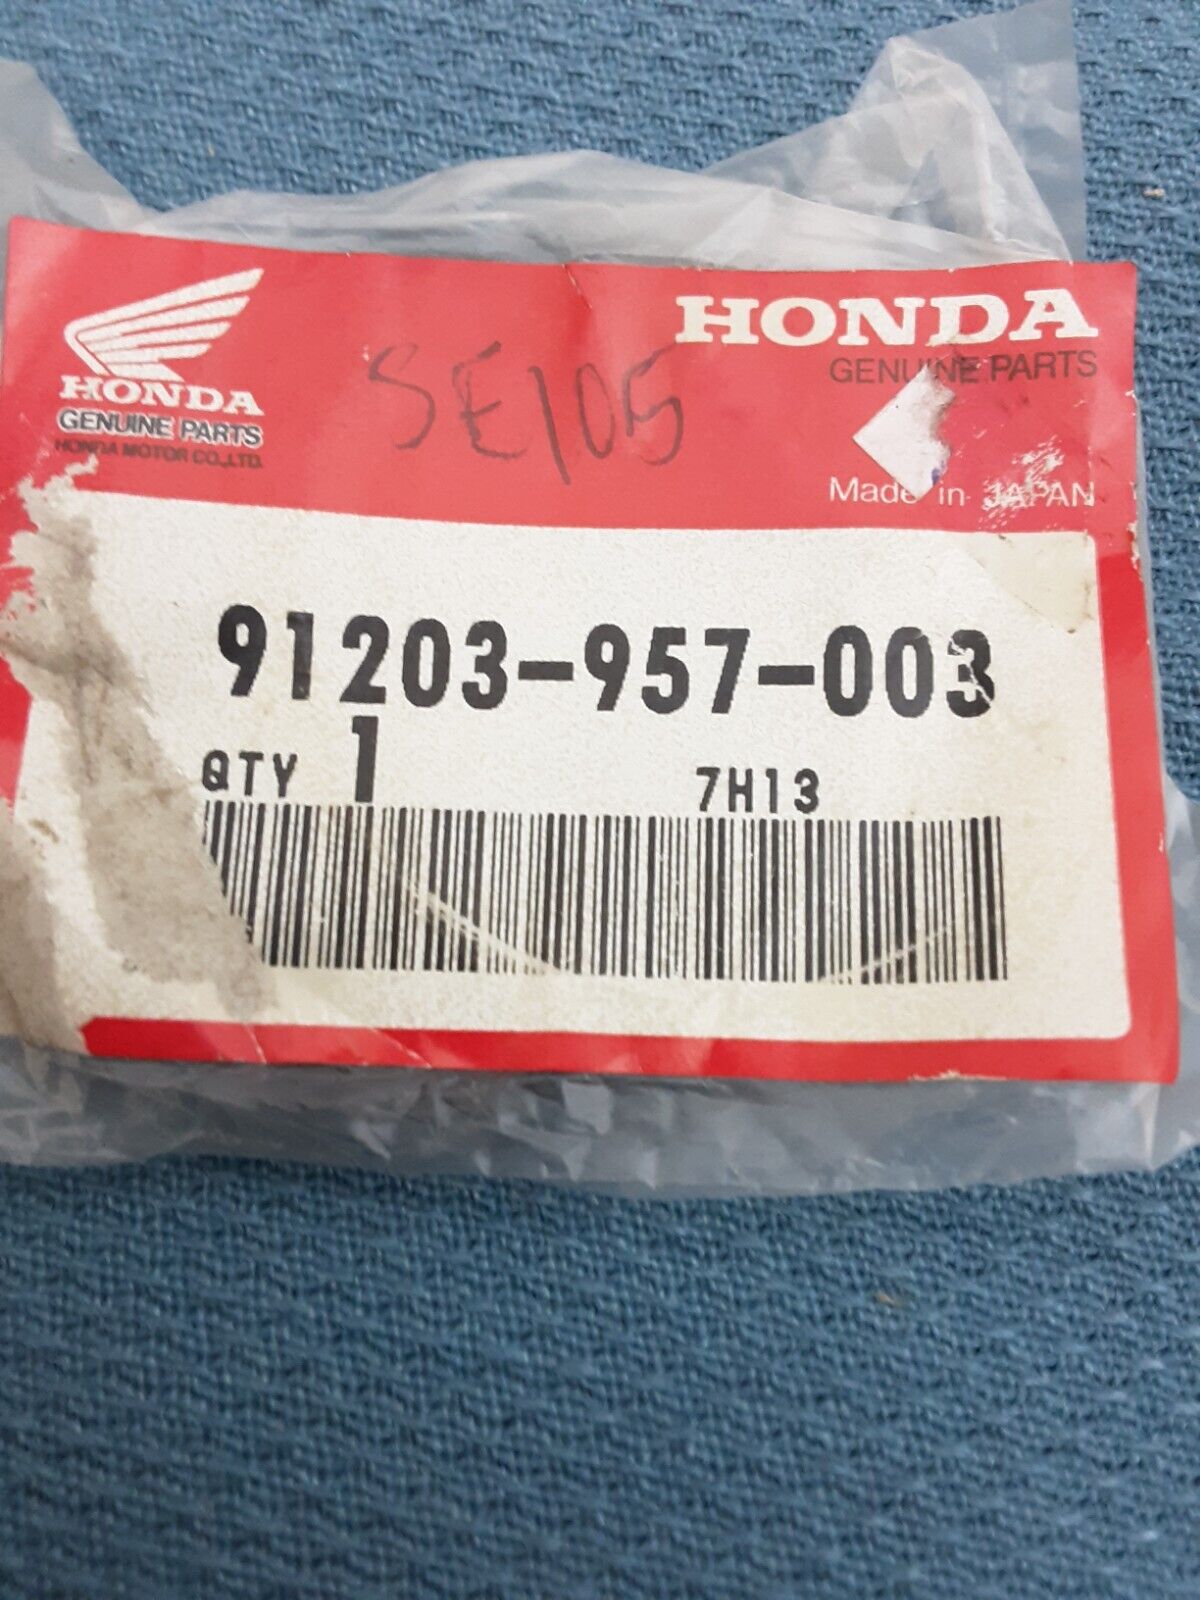 HONDA
GENUINE PARTS
HONDA MOTOR CO.,LTD.
SE105
HONDA
GENUINE PARTS
Made in JAPAN
91203-957-003
QTY 1
7H13